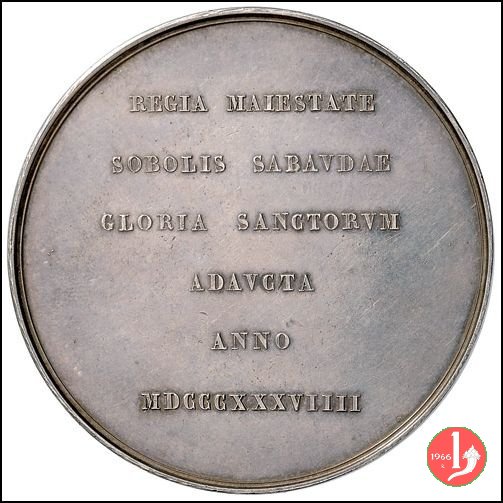 REGIA MAIESTATE
SOBOLIS SABAVDAE
GLORIA SANCTORVM
ADAVCTA
ANNO
MDCCCXXXVIIII
1966